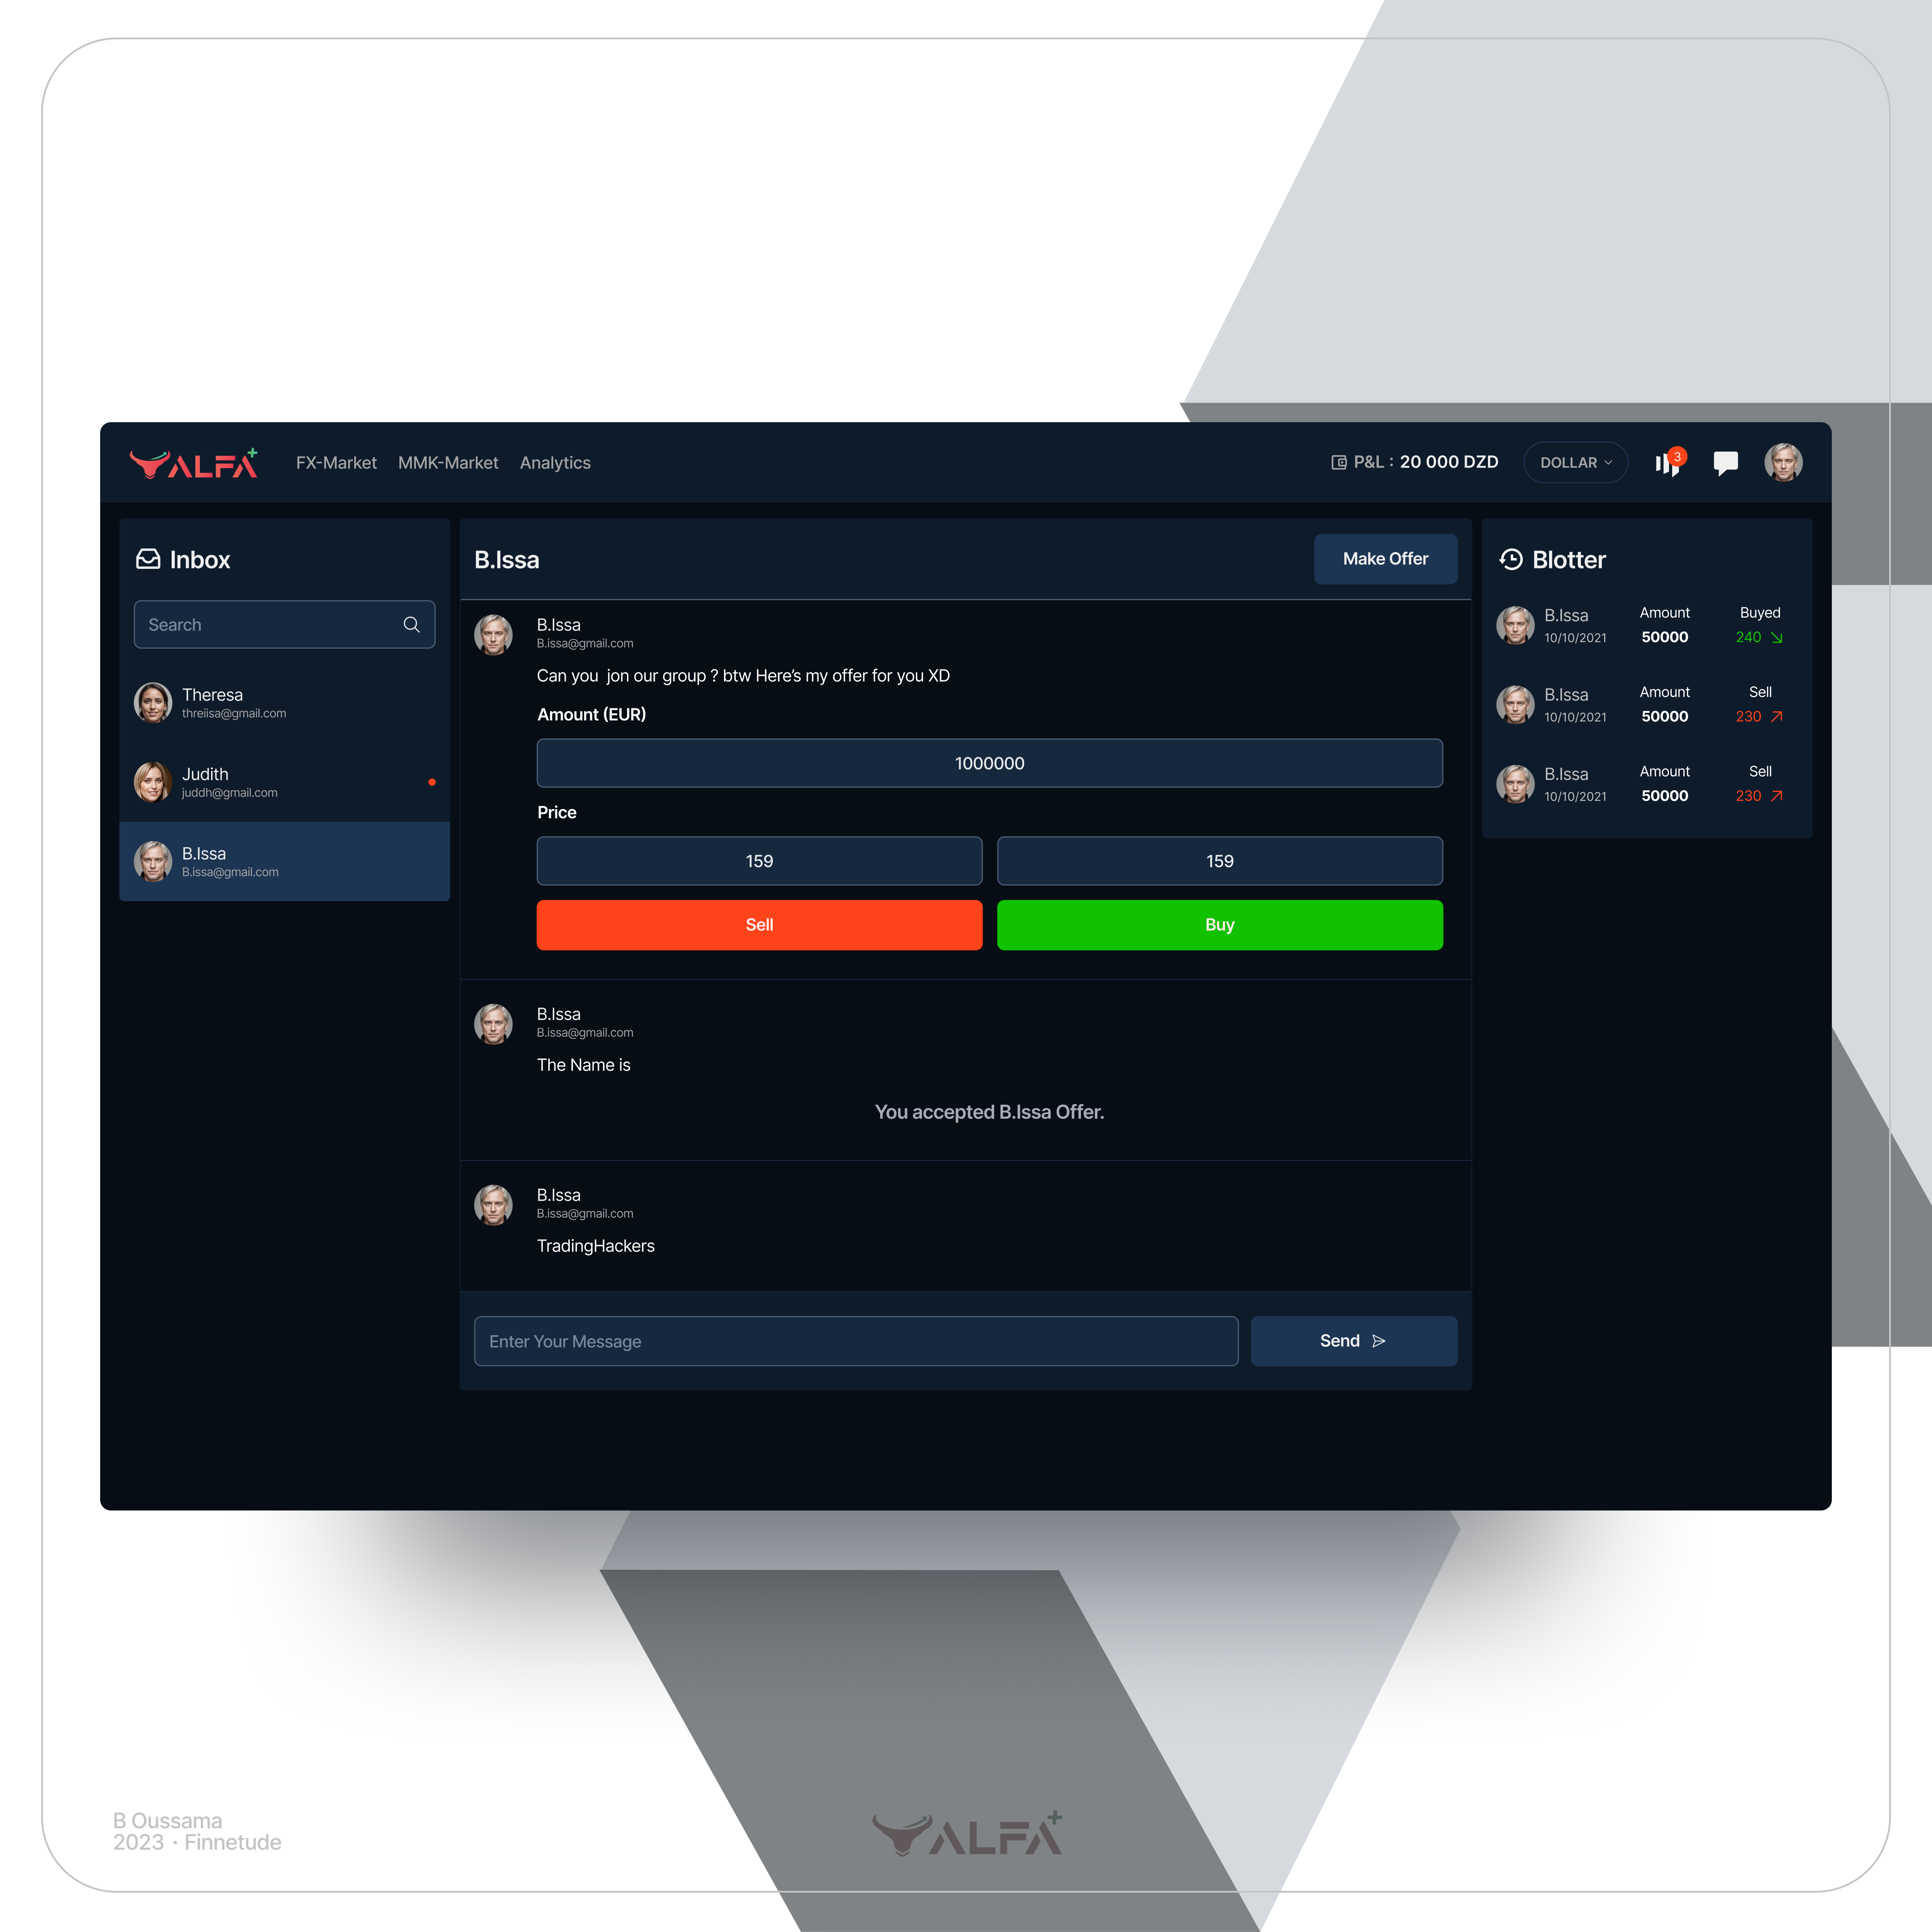 ALFA+
FX-Market
MMK-Market
Analytics
P&L : 20 000 DZD
DOLLAR
3
Inbox
Search
Theresa
threiisa@gmail.com
Judith
juddh@gmail.com
B.Issa
B.issa@gmail.com
B.Issa
Make Offer
B.Issa
B.issa@gmail.com
Can you  jon our group ? btw Here’s my offer for you XD
Amount (EUR)
1000000
Price
159
159
Sell
Buy
B.Issa
B.issa@gmail.com
The Name is
You accepted B.Issa Offer.
B.Issa
B.issa@gmail.com
TradingHackers
Enter Your Message
Send
Blotter
B.Issa Amount Buyed
10/10/2021 50000 240
B.Issa Amount Sell
10/10/2021 50000 230
B.Issa Amount Sell
10/10/2021 50000 230
B Oussama
2023 · Finnetude
ALFA+